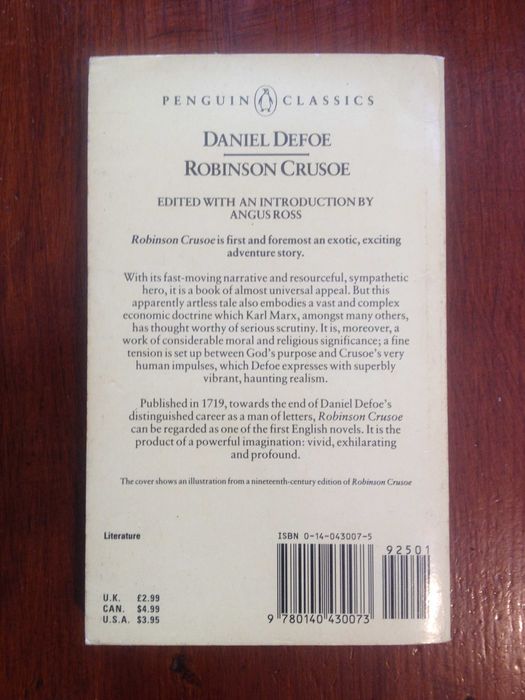 PENGUIN CLASSICS
DANIEL DEFOE
ROBINSON CRUSOE
EDITED WITH AN INTRODUCTION BY
ANGUS ROSS
Robinson Crusoe is first and foremost an exotic, exciting
adventure story.
With its fast-moving narrative and resourceful, sympathetic
hero, it is a book of almost universal appeal. But this
apparently artless tale also embodies a vast and complex
economic doctrine which Karl Marx, amongst many others,
has thought worthy of serious scrutiny. It is, moreover, a
work of considerable moral and religious significance; a fine
tension is set up between God's purpose and Crusoe's very
human impulses, which Defoe expresses with superbly
vibrant, haunting realism.
Published in 1719, towards the end of Daniel Defoe's
distinguished career as a man of letters, Robinson Crusoe
can be regarded as one of the first English novels. It is the
product of a powerful imagination: vivid, exhilarating
and profound.
The cover shows an illustration from a nineteenth-century edition of Robinson Crusoe
Literature
ISBN 0-14-043007-5
92501
U.K. £2.99
CAN. $4.99
U.S.A. $3.95
9 780140 430073